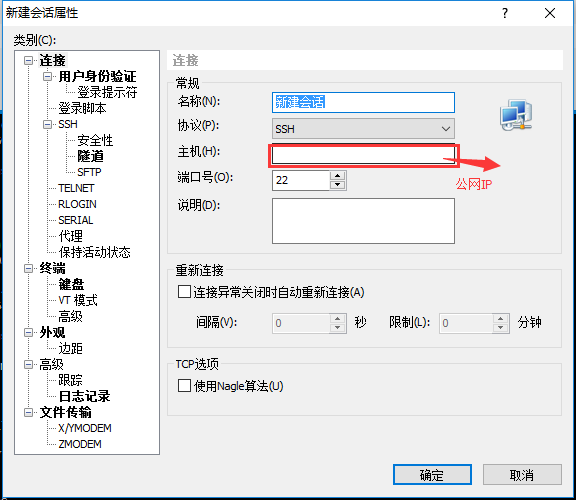 新建会话属性
类别(C):
连接
用户身份验证
登录提示符
登录脚本
SSH
安全性
隧道
SFTP
TELNET
RLOGIN
SERIAL
代理
保持活动状态
终端
键盘
VT 模式
高级
外观
边距
高级
跟踪
日志记录
文件传输
X/YMODEM
ZMODEM
连接
常规
名称(N): 新建会话
协议(P): SSH
主机(H):
公网IP
端口号(O): 22
说明(D):
重新连接
连接异常关闭时自动重新连接(A)
间隔(V): 0 秒 限制(L): 0 分钟
TCP选项
使用Nagle算法(U)
确定 取消